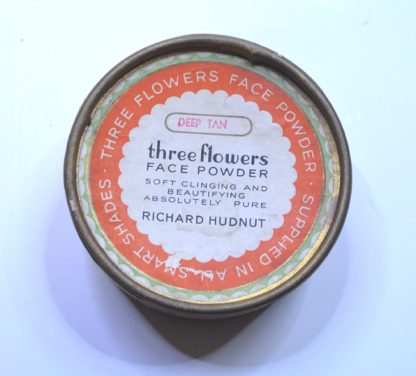 THREE FLOWERS FACE POWDER
SUPPLIED IN ALL SMART SHADES
DEEP TAN
three flowers
FACE POWDER
SOFT CLINGING AND
BEAUTIFYING
ABSOLUTELY PURE
RICHARD HUDNUT